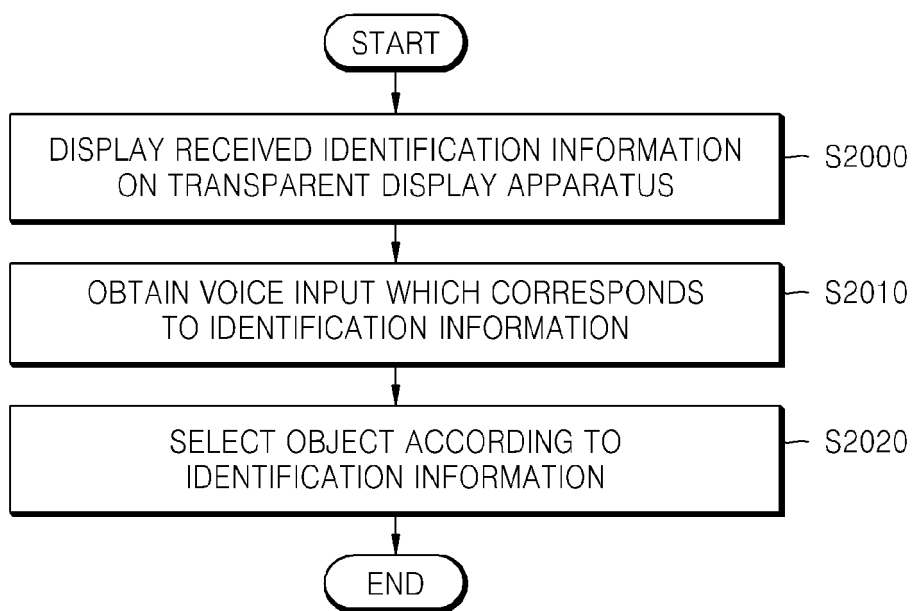 START
DISPLAY RECEIVED IDENTIFICATION INFORMATION
ON TRANSPARENT DISPLAY APPARATUS
S2000
OBTAIN VOICE INPUT WHICH CORRESPONDS
TO IDENTIFICATION INFORMATION
S2010
SELECT OBJECT ACCORDING TO
IDENTIFICATION INFORMATION
S2020
END